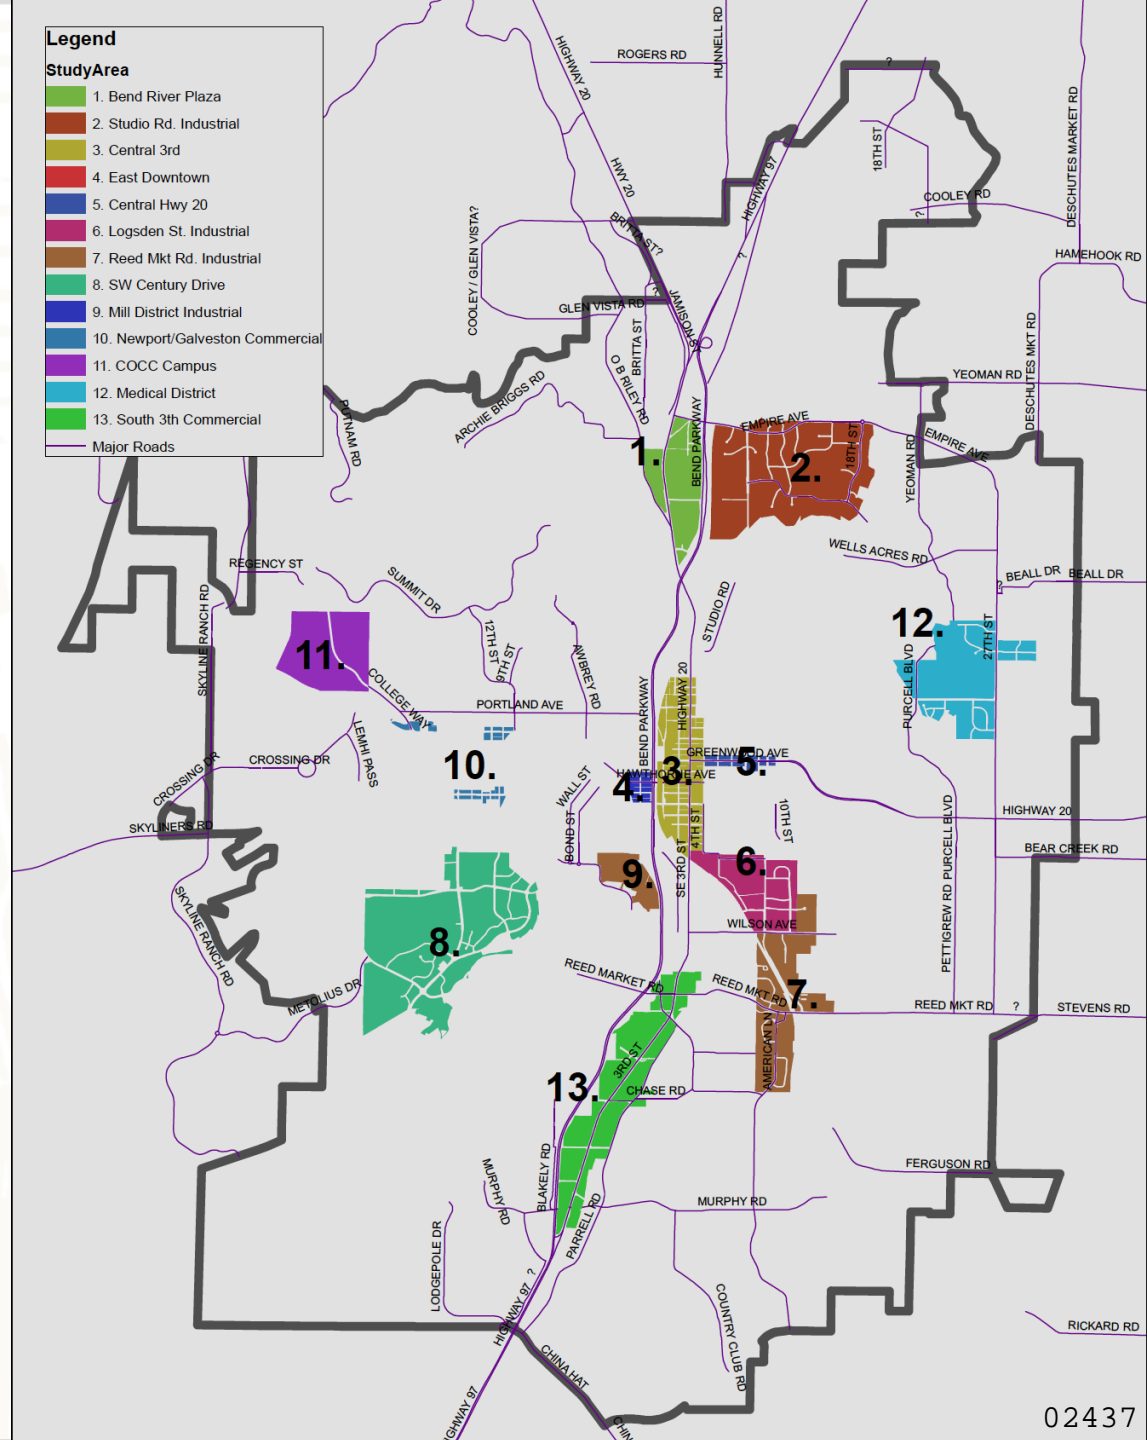 Legend
StudyArea
1. Bend River Plaza
2. Studio Rd. Industrial
3. Central 3rd
4. East Downtown
5. Central Hwy 20
6. Logsden St. Industrial
7. Reed Mkt Rd. Industrial
8. SW Century Drive
9. Mill District Industrial
10. Newport/Galveston Commercial
11. COCC Campus
12. Medical District
13. South 3th Commercial
Major Roads
HIGHWAY 20
ROGERS RD
HUNNELL RD
?
DESCHUTES MARKET RD
18TH ST
HWY 20
HIGHWAY 97
COOLEY RD
?
BRITTA ST?
COOLEY / GLEN VISTA?
?
HAMEHOOK RD
?
GLEN VISTA RD
JAMISON ST
BRITTA ST
O B RILEY RD
DESCHUTES MKT RD
YEOMAN RD
ARCHIE BRIGGS RD
PUTNAM RD
BEND PARKWAY
EMPIRE AVE
18TH ST
YEOMAN RD
EMPIRE AVE
1.
2.
WELLS ACRES RD
REGENCY ST
SUMMIT DR
?
BEALL DR
BEALL DR
STUDIO RD
SKYLINE RANCH RD
12TH ST
9TH ST
AWBREY RD
12.
27TH ST
PURCELL BLVD
11.
COLLEGE WAY
PORTLAND AVE
BEND PARKWAY
HIGHWAY 20
LEMHI PASS
CROSSING DR
CROSSING DR
10.
GREENWOOD AVE
5.
HAWTHORNE AVE
3.
4.
WALL ST
BOND ST
10TH ST
4TH ST
HIGHWAY 20
SKYLINERS RD
PURCELL BLVD
BEAR CREEK RD
SE 3RD ST
6.
9.
SKYLINE RANCH RD
PETTIGREW RD
WILSON AVE
8.
METOLIUS DR
REED MARKET RD
REED MKT RD
7.
REED MKT RD
?
STEVENS RD
AMERICAN LN
3RD ST
13.
CHASE RD
BLAKELY RD
MURPHY RD
FERGUSON RD
MURPHY RD
PARRELL RD
LODGEPOLE DR
?
HIGHWAY 97
COUNTRY CLUB RD
RICKARD RD
CHINA HAT
HIGHWAY 97
CHIN
02437